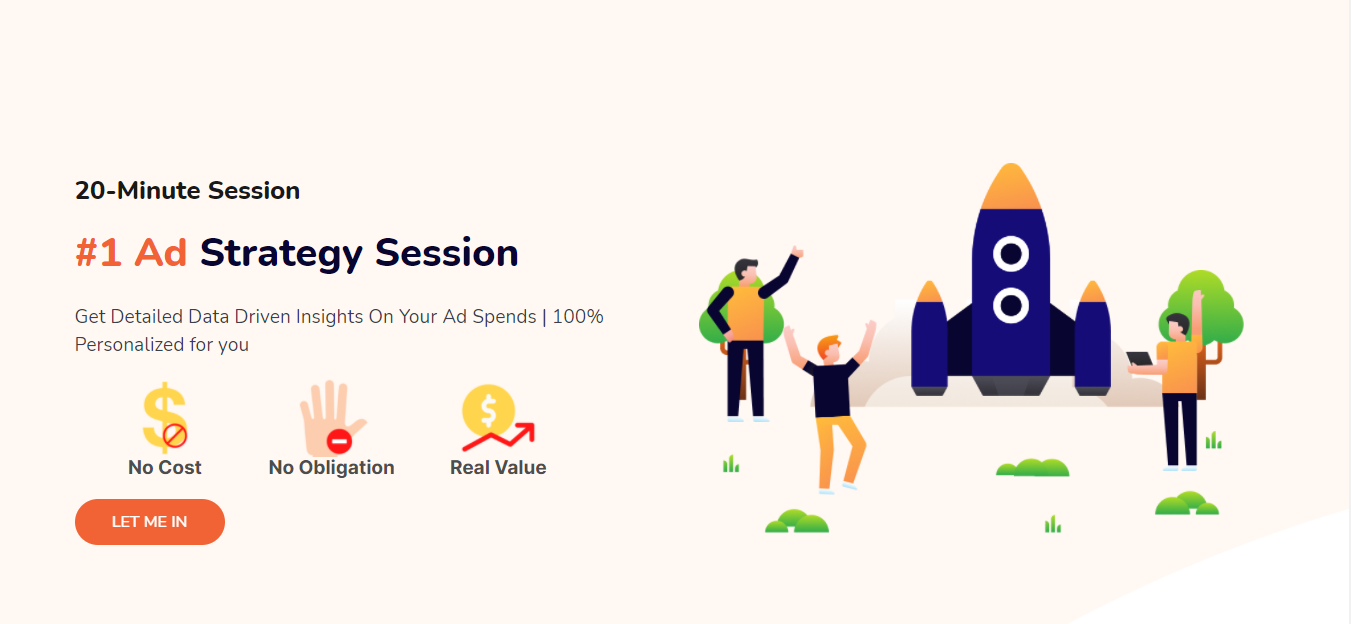 20-Minute Session
#1 Ad Strategy Session
Get Detailed Data Driven Insights On Your Ad Spends | 100%
Personalized for you
No Cost No Obligation Real Value
LET ME IN